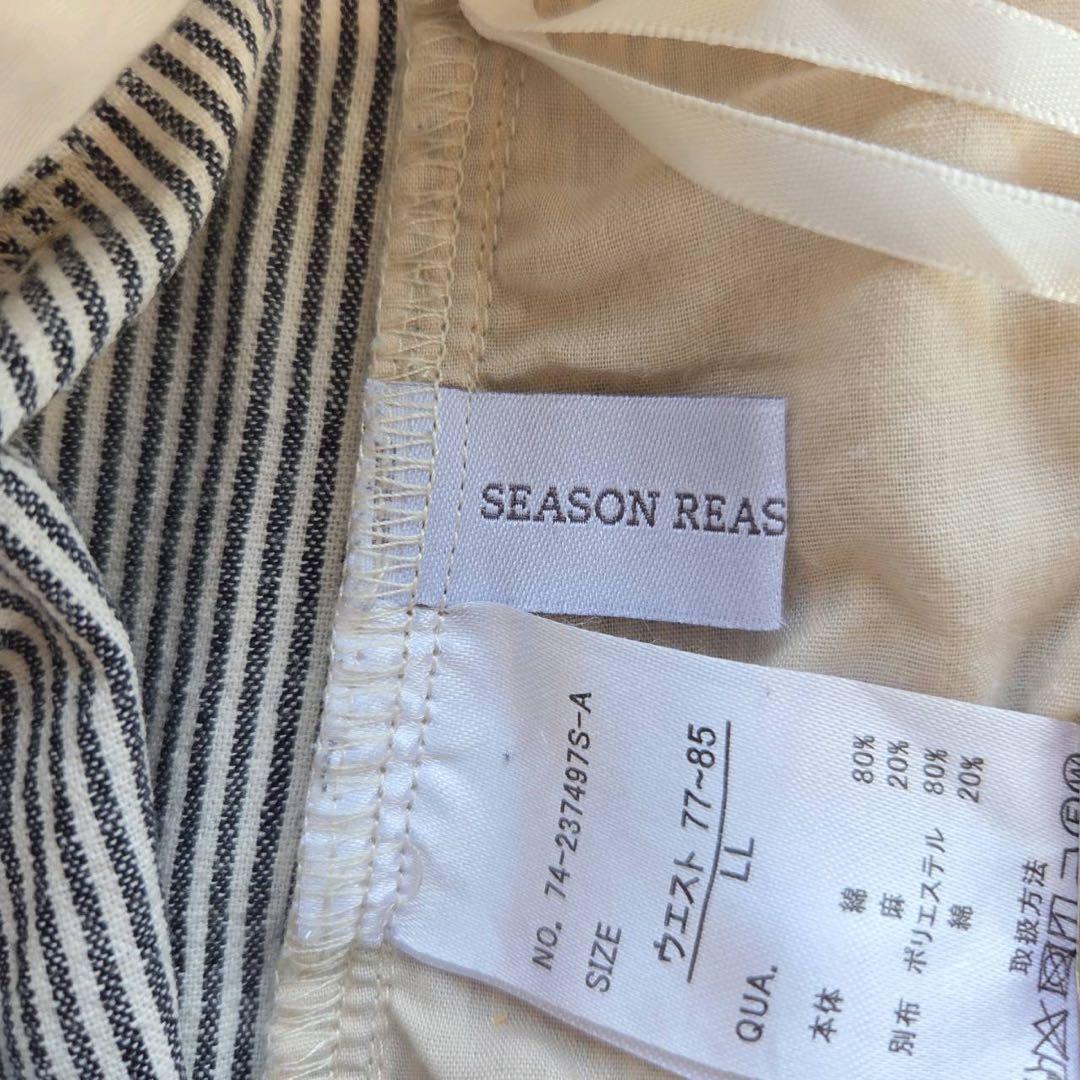 SEASON REAS
NO. 74-237497S-A
SIZE
ウエスト 77~85
LL
QUA.
本体 綿 80%
麻 20%
別布 ポリエステル 80%
綿 20%
取扱方法